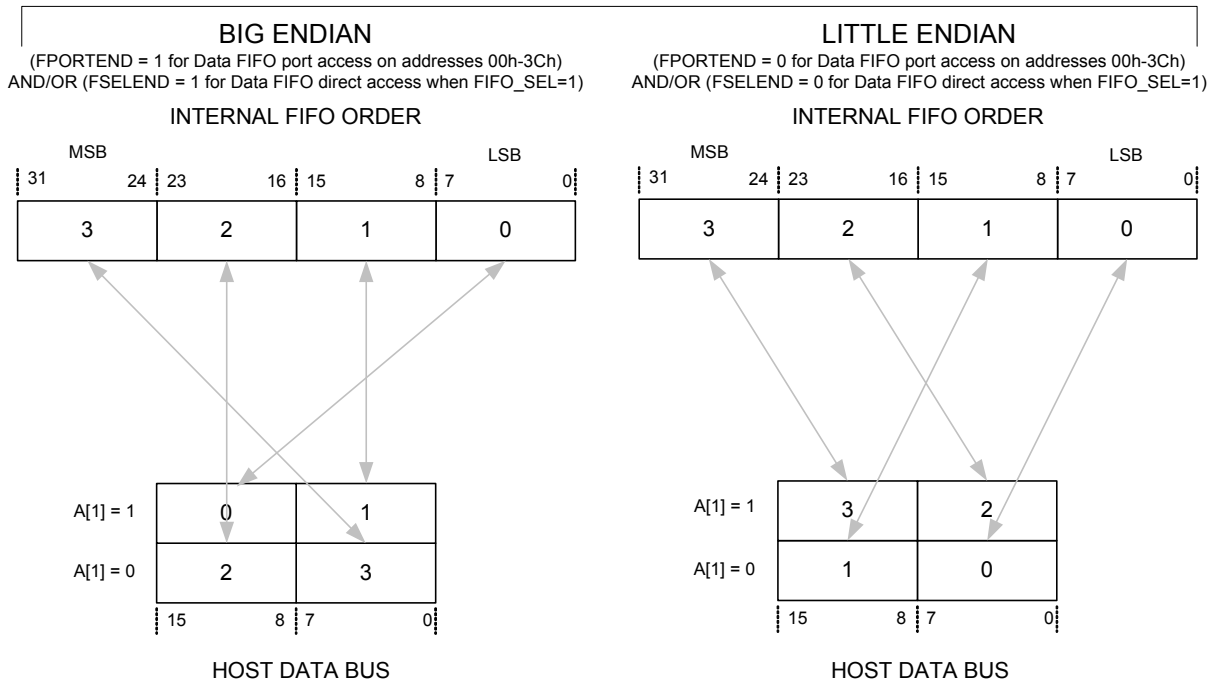 BIG ENDIAN
(FPORTEND = 1 for Data FIFO port access on addresses 00h-3Ch)
AND/OR (FSELEND = 1 for Data FIFO direct access when FIFO_SEL=1)
INTERNAL FIFO ORDER
MSB LSB
31 24 23 16 15 8 7 0
3 2 1 0
A[1] = 1 0 1
A[1] = 0 2 3
15 8 7 0
HOST DATA BUS
LITTLE ENDIAN
(FPORTEND = 0 for Data FIFO port access on addresses 00h-3Ch)
AND/OR (FSELEND = 0 for Data FIFO direct access when FIFO_SEL=1)
INTERNAL FIFO ORDER
MSB LSB
31 24 23 16 15 8 7 0
3 2 1 0
A[1] = 1 3 2
A[1] = 0 1 0
15 8 7 0
HOST DATA BUS